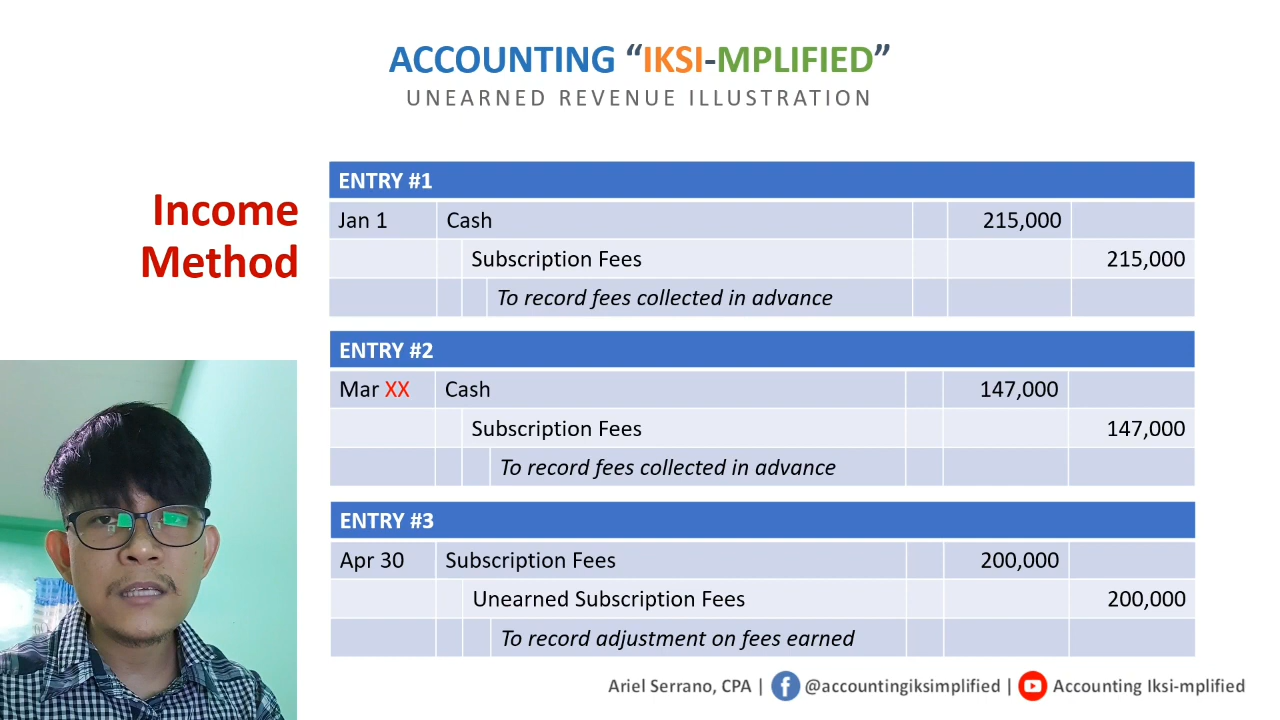 ACCOUNTING “IKSI-MPLIFIED”
UNEARNED REVENUE ILLUSTRATION
Income
Method
ENTRY #1
Jan 1 Cash 215,000
Subscription Fees 215,000
To record fees collected in advance
ENTRY #2
Mar XX Cash 147,000
Subscription Fees 147,000
To record fees collected in advance
ENTRY #3
Apr 30 Subscription Fees 200,000
Unearned Subscription Fees 200,000
To record adjustment on fees earned
Ariel Serrano, CPA | @accountingiksimplified | Accounting Iksi-mplified